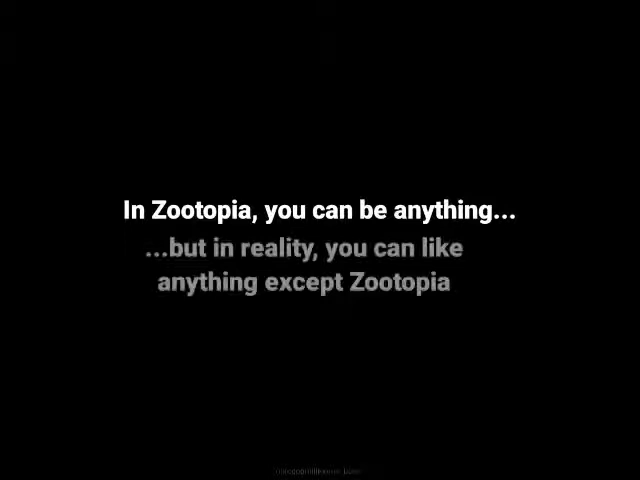 In Zootopia, you can be anything...
...but in reality, you can like
anything except Zootopia